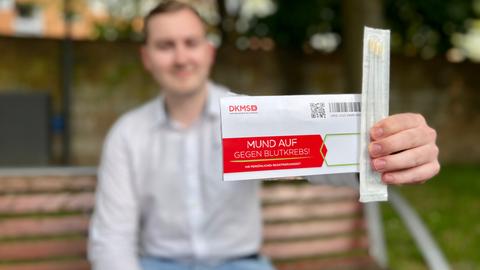 DKMS
MUND AUF
GEGEN BLUTKREBS!